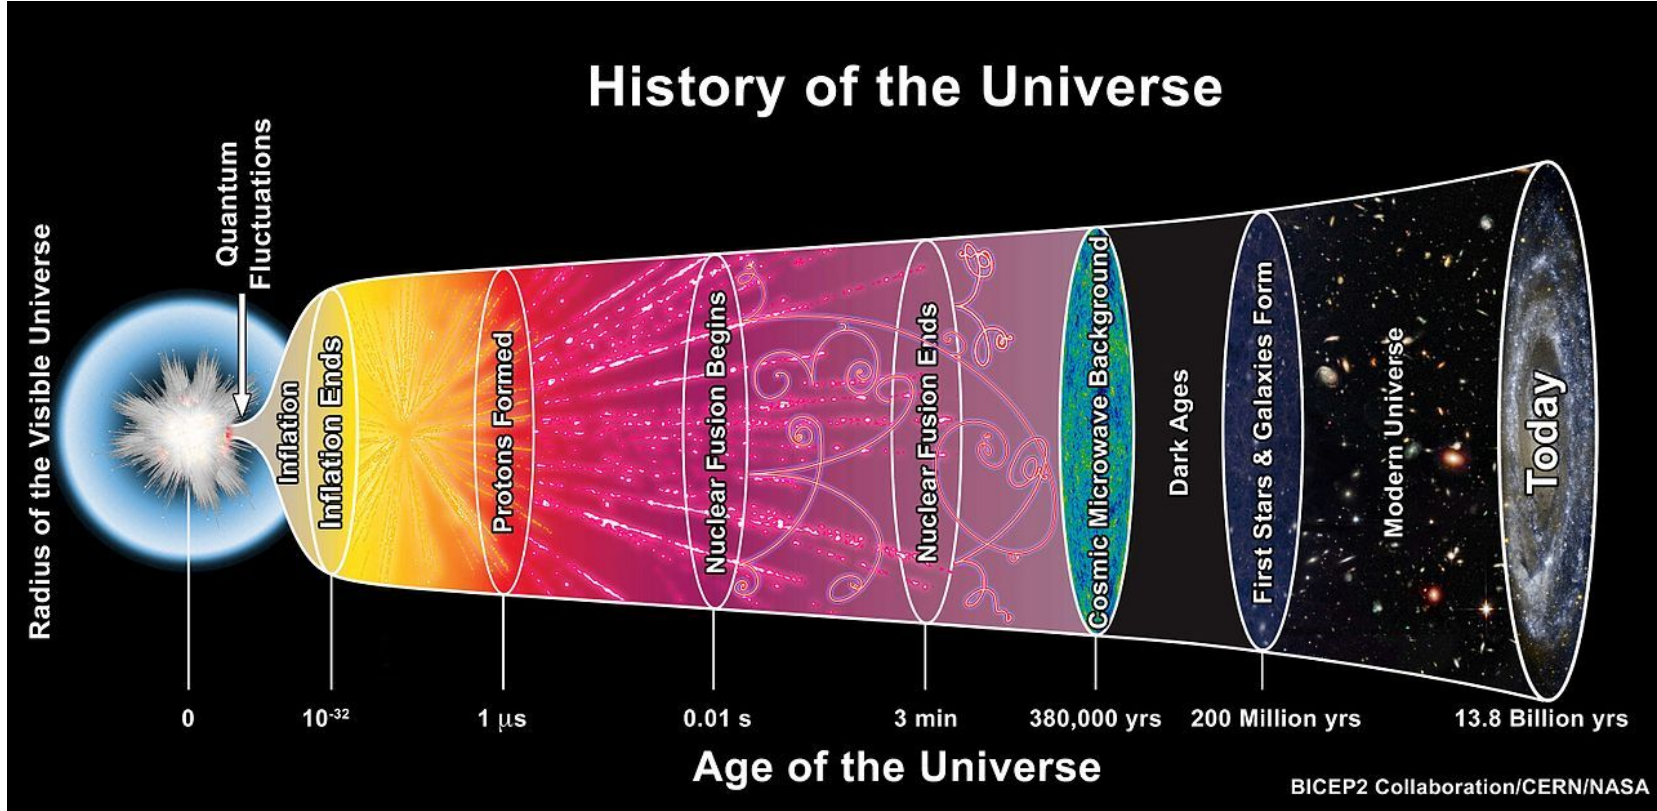 History of the Universe
Radius of the Visible Universe
Quantum
Fluctuations
Inflation
Inflation Ends
Protons Formed
Nuclear Fusion Begins
Nuclear Fusion Ends
Cosmic Microwave Background
Dark Ages
First Stars & Galaxies Form
Modern Universe
Today
0
10⁻³²
1 µs
0.01 s
3 min
380,000 yrs
200 Million yrs
13.8 Billion yrs
Age of the Universe
BICEP2 Collaboration/CERN/NASA